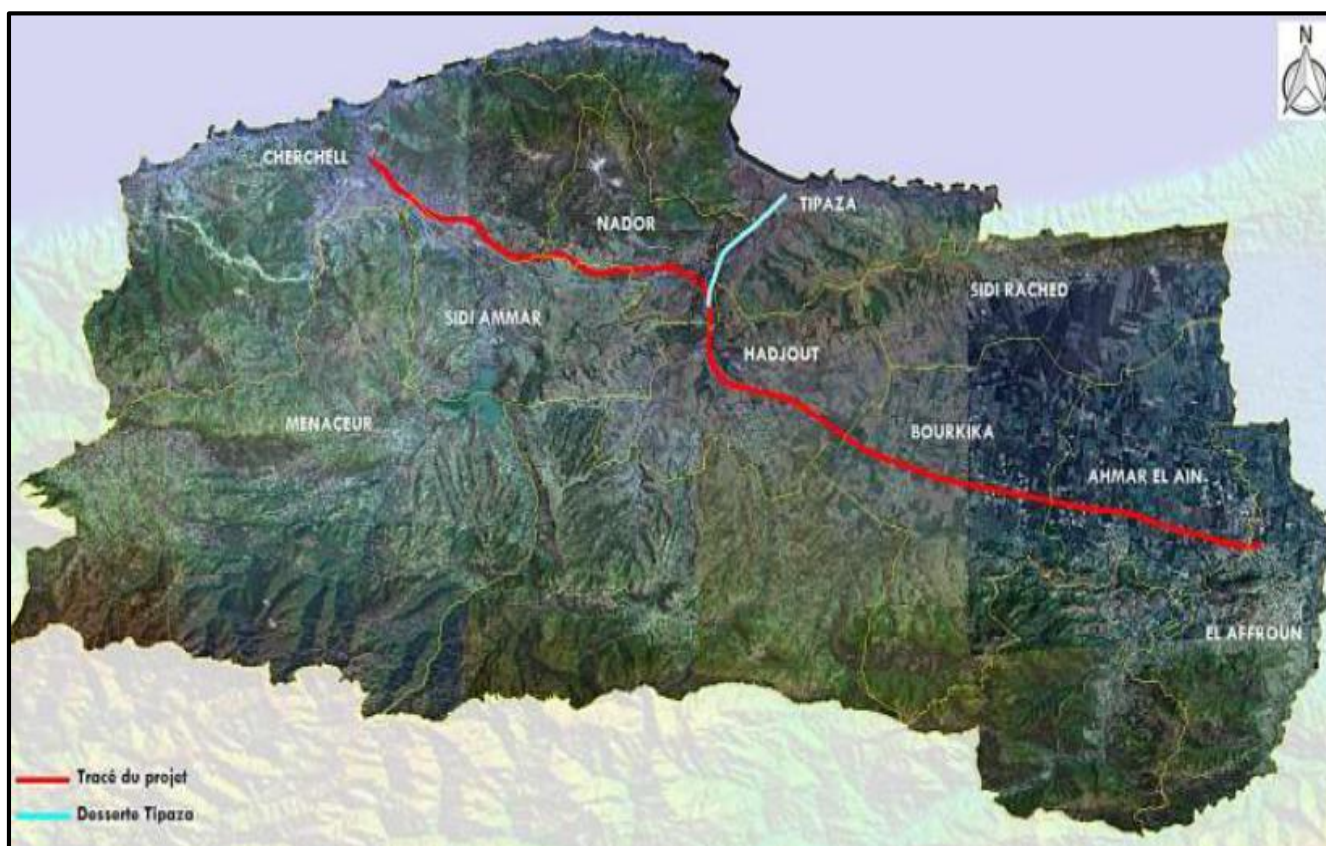 N
CHERCHELL
TIPAZA
NADOR
SIDI RACHED
SIDI AMMAR
HADJOUT
MENACEUR
BOURKIKA
AHMAR EL AIN.
EL AFFROUN
Tracé du projet
Desserte Tipaza